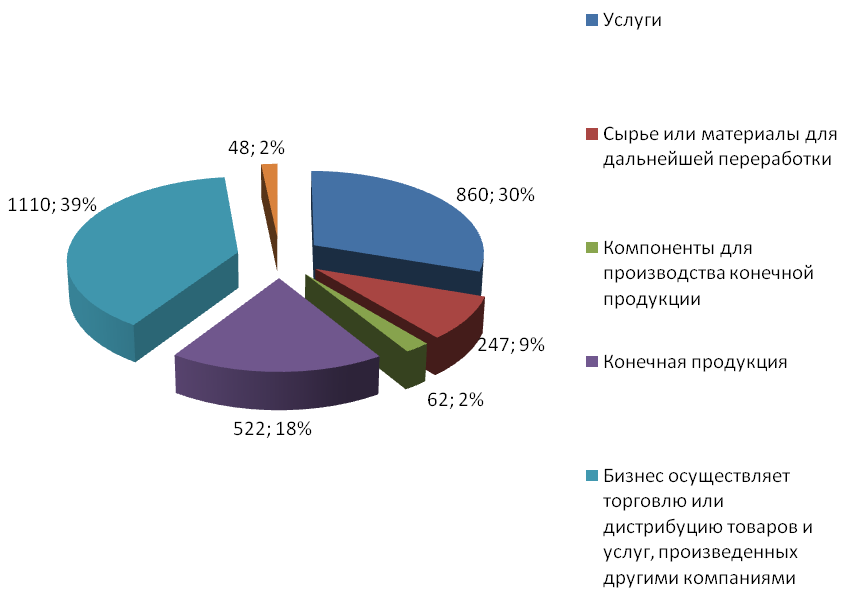 Услуги
Сырье или материалы для
дальнейшей переработки
Компоненты для
производства конечной
продукции
Конечная продукция
Бизнес осуществляет
торговлю или
дистрибуцию товаров и
услуг, произведенных
другими компаниями
48; 2%
860; 30%
1110; 39%
247; 9%
62; 2%
522; 18%